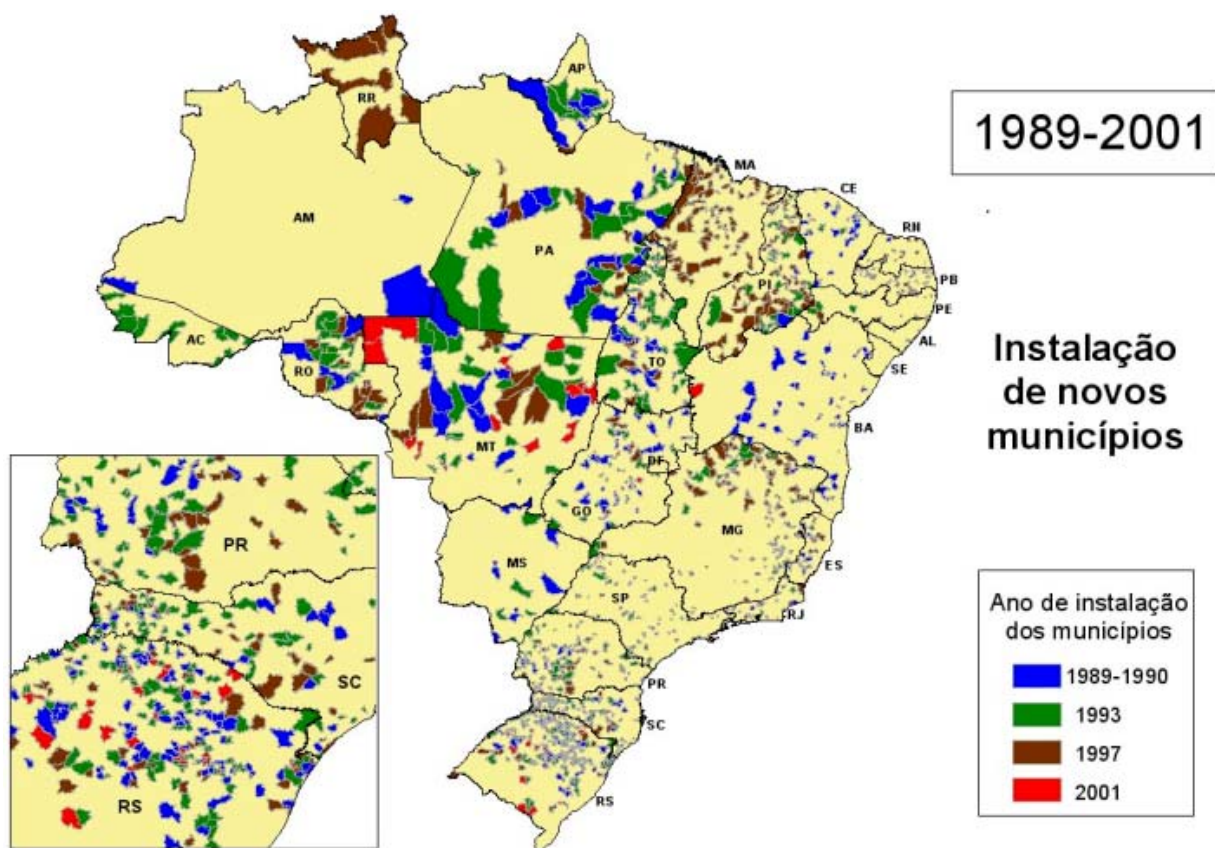 1989-2001
Instalação
de novos
municípios
Ano de instalação
dos municípios
1989-1990
1993
1997
2001
RR
AP
AM
PA
MA
CE
RN
PB
PE
AL
SE
PI
AC
RO
TO
BA
MT
DF
GO
MG
MS
ES
SP
RJ
PR
SC
RS
PR
SC
RS